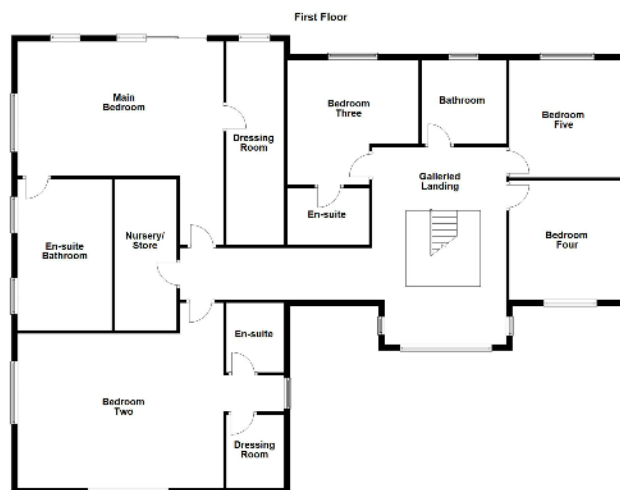 First Floor
Main
Bedroom
Dressing
Room
Bedroom
Three
Bathroom
Bedroom
Five
Galleried
Landing
En-suite
Nursery/
Store
En-suite
Bathroom
Bedroom
Four
En-suite
Bedroom
Two
Dressing
Room